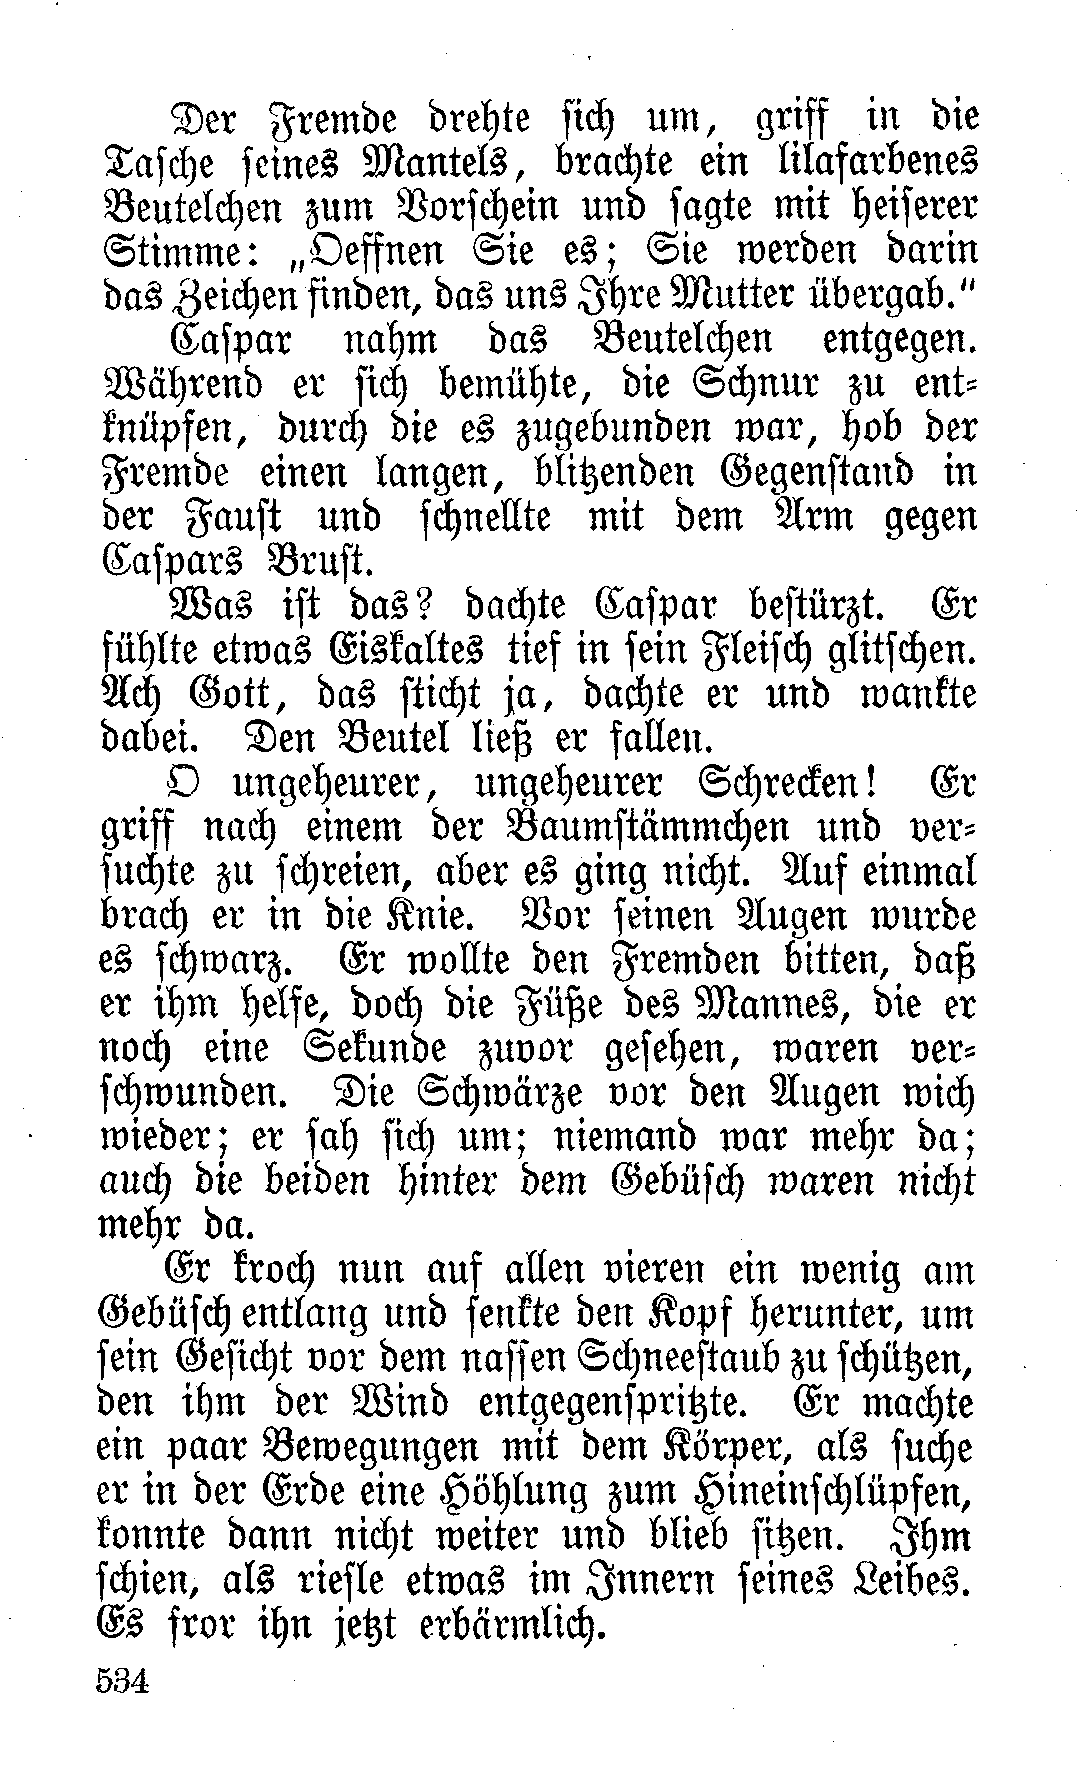 Der Fremde drehte sich um, griff in die
Tasche seines Mantels, brachte ein lilafarbenes
Beutelchen zum Vorschein und sagte mit heiserer
Stimme: „Oeffnen Sie es; Sie werden darin
das Zeichen finden, das uns Ihre Mutter übergab."
Caspar nahm das Beutelchen entgegen.
Während er sich bemühte, die Schnur zu ent-
knüpfen, durch die es zugebunden war, hob der
Fremde einen langen, blitzenden Gegenstand in
der Faust und schnellte mit dem Arm gegen
Caspars Brust.
Was ist das? dachte Caspar bestürzt. Er
fühlte etwas Eiskaltes tief in sein Fleisch glitschen.
Ach Gott, das sticht ja, dachte er und wankte
dabei. Den Beutel ließ er fallen.
O ungeheurer, ungeheurer Schrecken! Er
griff nach einem der Baumstämmchen und ver-
suchte zu schreien, aber es ging nicht. Auf einmal
brach er in die Knie. Vor seinen Augen wurde
es schwarz. Er wollte den Fremden bitten, daß
er ihm helfe, doch die Füße des Mannes, die er
noch eine Sekunde zuvor gesehen, waren ver-
schwunden. Die Schwärze vor den Augen wich
wieder; er sah sich um; niemand war mehr da;
auch die beiden hinter dem Gebüsch waren nicht
mehr da.
Er kroch nun auf allen vieren ein wenig am
Gebüsch entlang und senkte den Kopf herunter, um
sein Gesicht vor dem nassen Schneestaub zu schützen,
den ihm der Wind entgegenspritzte. Er machte
ein paar Bewegungen mit dem Körper, als suche
er in der Erde eine Höhlung zum Hineinschlüpfen,
konnte dann nicht weiter und blieb sitzen. Ihm
schien, als riesle etwas im Innern seines Leibes.
Es fror ihn jetzt erbärmlich.
534